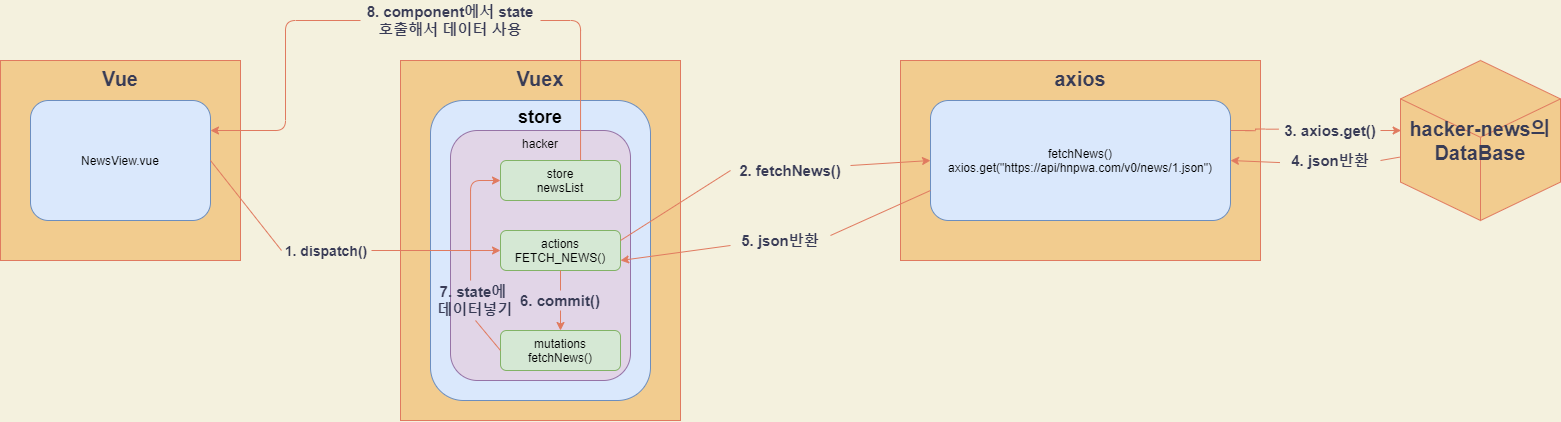 8. component에서 state
호출해서 데이터 사용
Vue
NewsView.vue
1. dispatch()
Vuex
store
hacker
store
newsList
actions
FETCH_NEWS()
7. state에
데이터넣기
6. commit()
mutations
fetchNews()
2. fetchNews()
5. json반환
axios
fetchNews()
axios.get("https://api/hnpwa.com/v0/news/1.json")
3. axios.get()
4. json반환
hacker-news의
DataBase